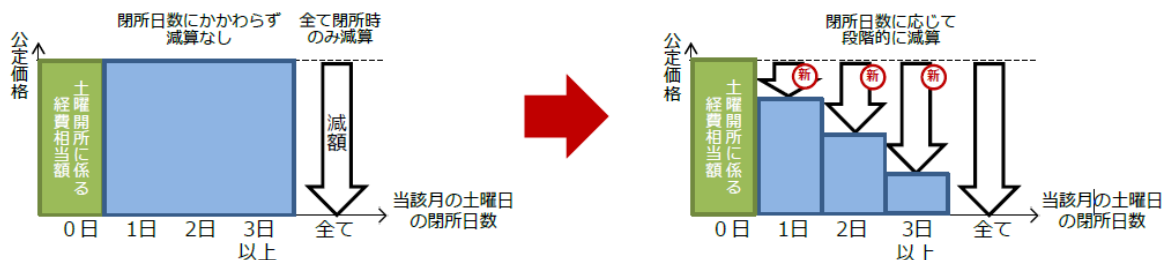 閉所日数にかかわらず
減算なし
全て閉所時
のみ減算
公定価格
土曜開所に係る
経費相当額
減額
0日
1日
2日
3日
以上
全て
当該月の土曜日
の閉所日数
閉所日数に応じて
段階的に減算
公定価格
土曜開所に係る
経費相当額
新
新
新
0日
1日
2日
3日
以上
全て
当該月の土曜日
の閉所日数